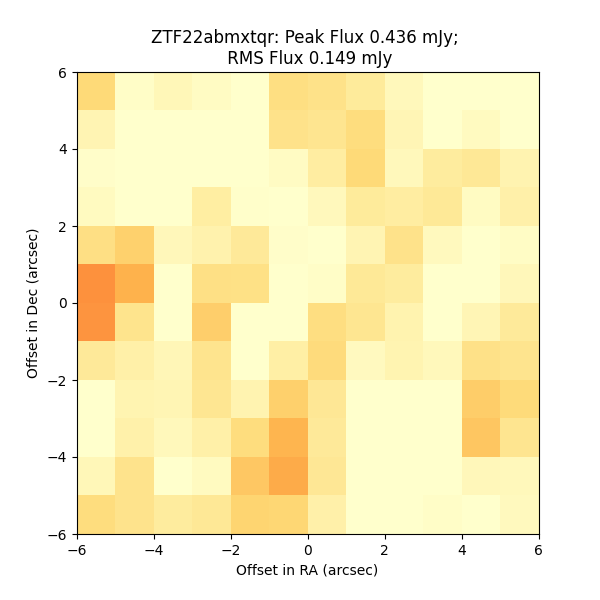 ZTF22abmxtqr: Peak Flux 0.436 mJy;
RMS Flux 0.149 mJy
6
4
2
0
−2
−4
−6
Offset in Dec (arcsec)
−6 −4 −2 0 2 4 6
Offset in RA (arcsec)